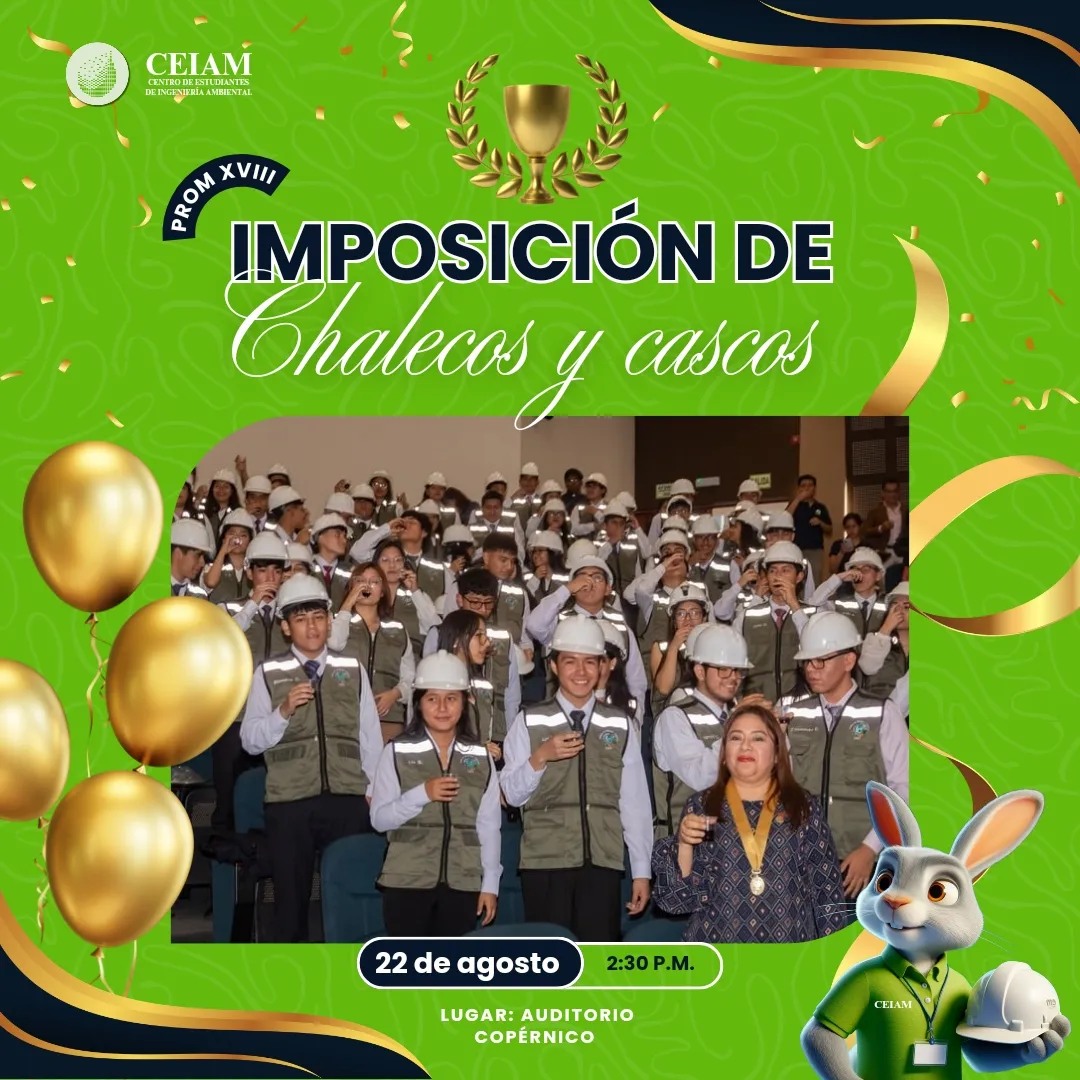 CEIAM
CENTRO DE ESTUDIANTES
DE INGENIERÍA AMBIENTAL
PROM XVIII
IMPOSICIÓN DE
Chalecos y cascos
SALIDA
22 de agosto
2:30 P.M.
LUGAR: AUDITORIO
COPÉRNICO
CEIAM